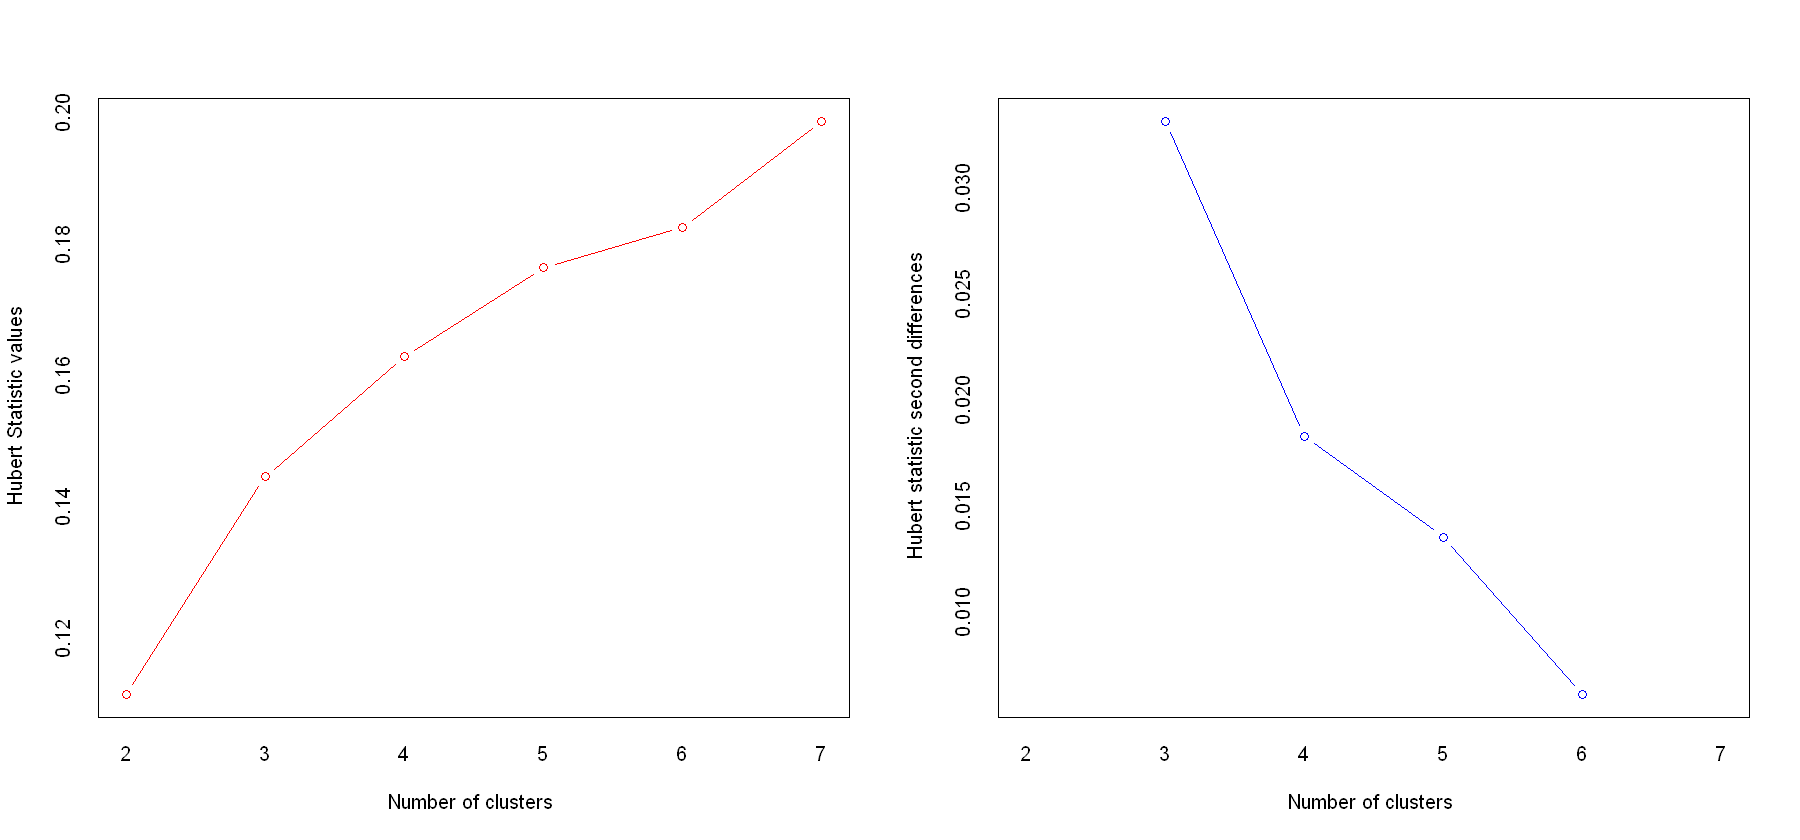 Hubert Statistic values
0.20
0.18
0.16
0.14
0.12
2 3 4 5 6 7
Number of clusters
Hubert statistic second differences
0.030
0.025
0.020
0.015
0.010
2 3 4 5 6 7
Number of clusters